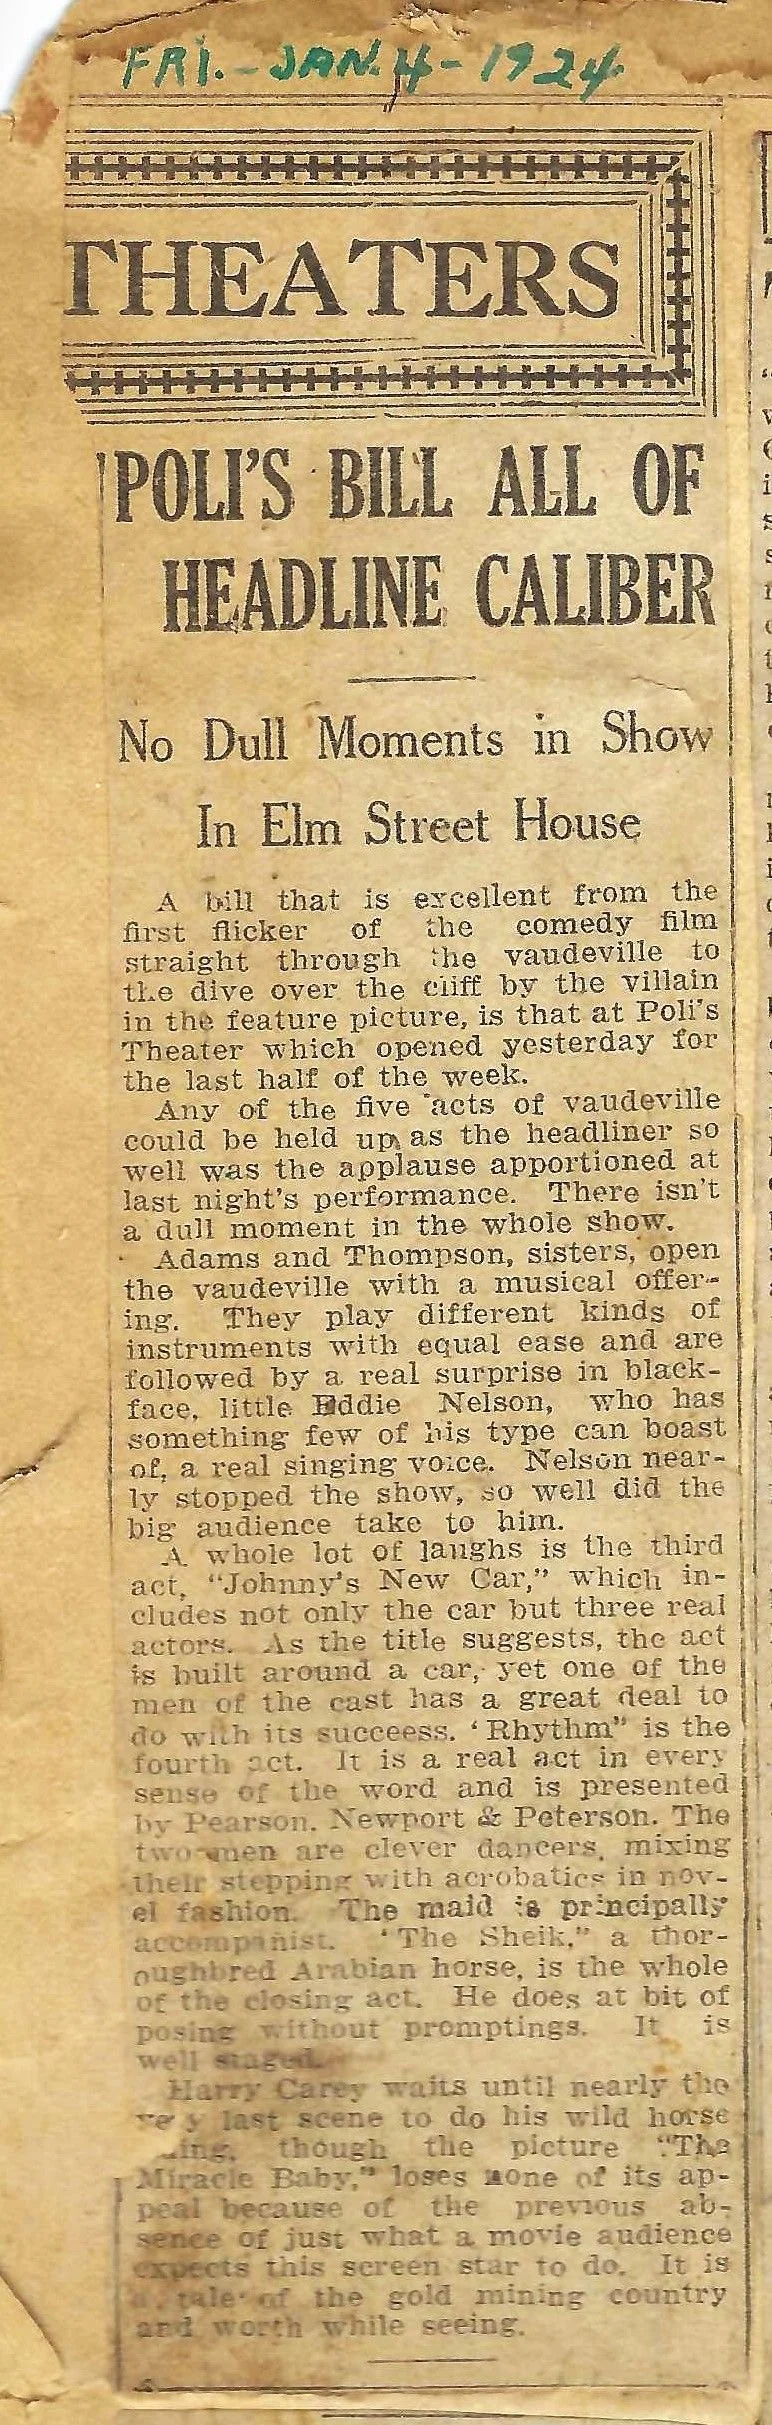 FRI. - JAN. 4 - 1924
THEATERS
POLI'S BILL ALL OF
HEADLINE CALIBER
No Dull Moments in Show
In Elm Street House
A bill that is excellent from the
first flicker of the comedy film
straight through the vaudeville to
the dive over the cliff by the villain
in the feature picture, is that at Poli's
Theater which opened yesterday for
the last half of the week.
Any of the five acts of vaudeville
could be held up as the headliner so
well was the applause apportioned at
last night's performance. There isn't
a dull moment in the whole show.
Adams and Thompson, sisters, open
the vaudeville with a musical offer-
ing. They play different kinds of
instruments with equal ease and are
followed by a real surprise in black-
face, little Eddie Nelson, who has
something few of his type can boast
of, a real singing voice. Nelson near-
ly stopped the show, so well did the
big audience take to him.
A whole lot of laughs is the third
act, "Johnny's New Car," which in-
cludes not only the car but three real
actors. As the title suggests, the act
is built around a car, yet one of the
men of the cast has a great deal to
do with its succeess. 'Rhythm" is the
fourth act. It is a real act in every
sense of the word and is presented
by Pearson, Newport & Peterson. The
two men are clever dancers, mixing
their stepping with acrobatics in nov-
el fashion. The maid is principally
accompanist. 'The Sheik," a thor-
oughbred Arabian horse, is the whole
of the closing act. He does at bit of
posing without promptings. It is
well staged.
Harry Carey waits until nearly the
very last scene to do his wild horse
though the picture "The
Miracle Baby," loses none of its ap-
peal because of the previous ab-
sence of just what a movie audience
expects this screen star to do. It is
a tale of the gold mining country
and worth while seeing.